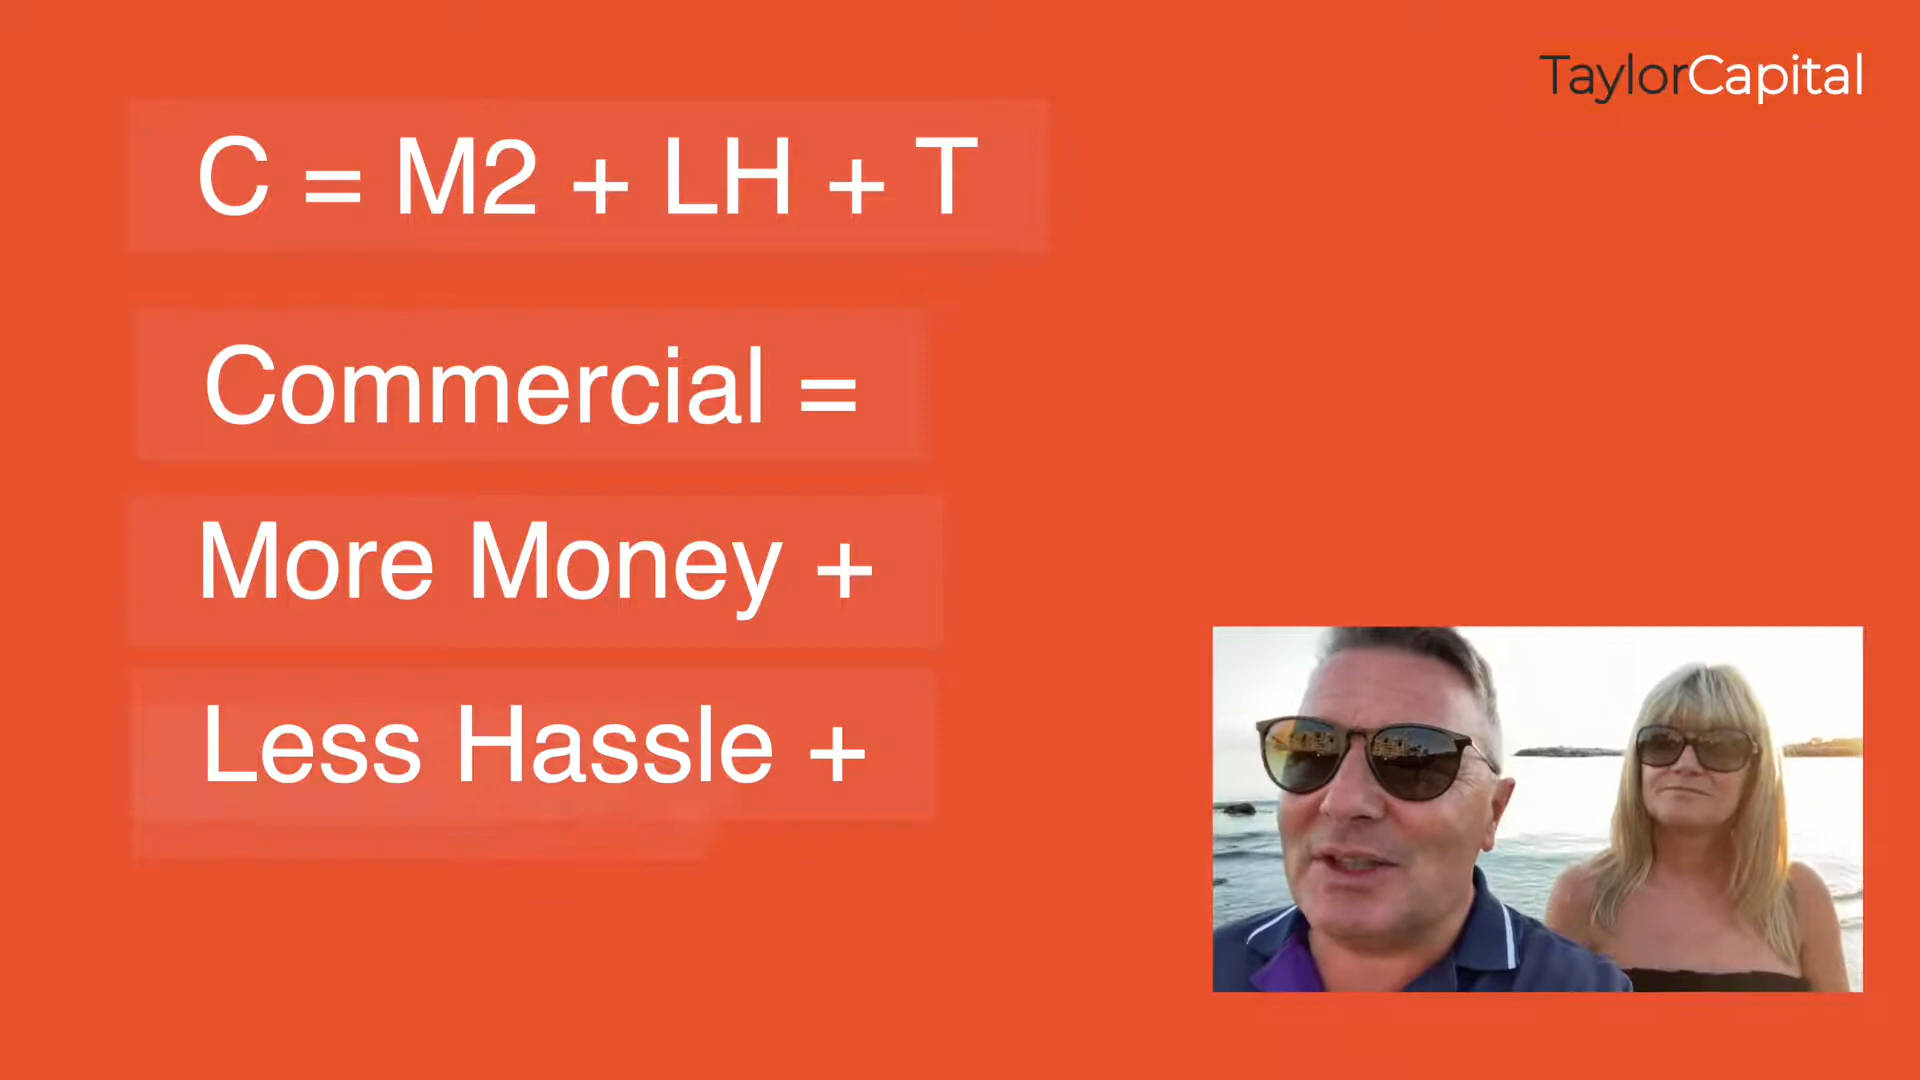 TaylorCapital
C = M2 + LH + T
Commercial =
More Money +
Less Hassle +